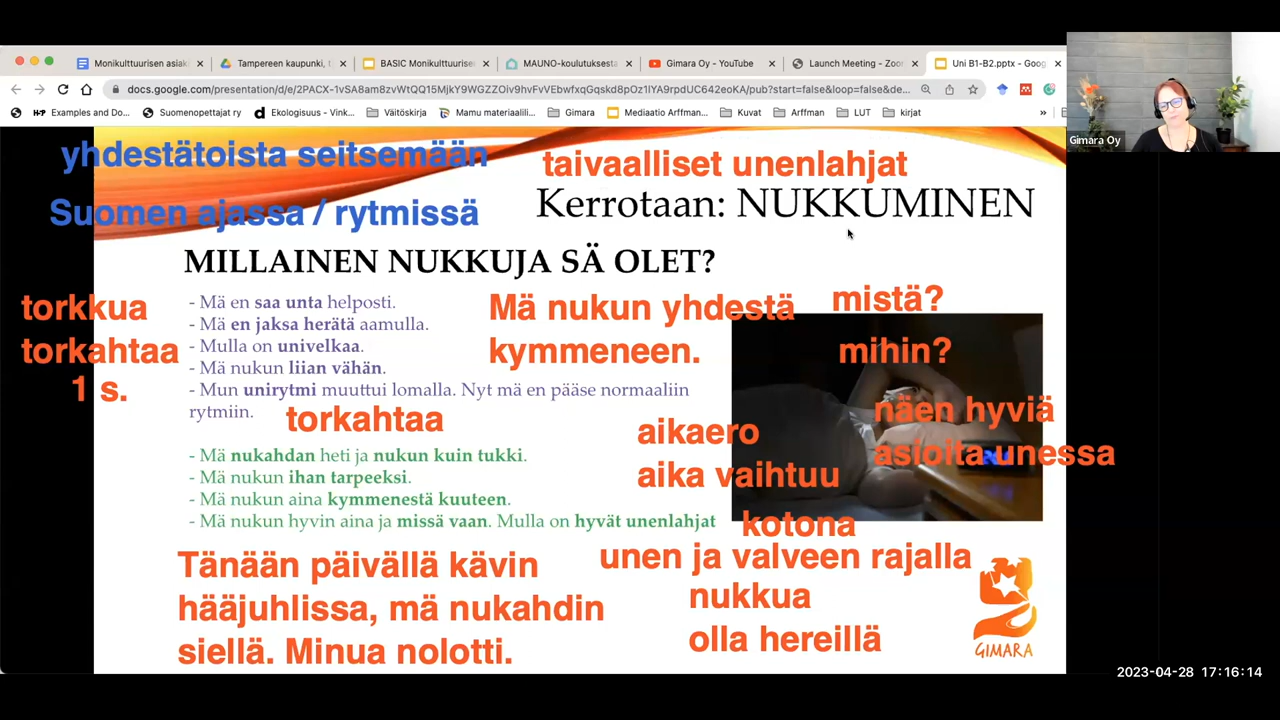 Monikulttuurisen asiak
Tampereen kaupunki, t
BASIC Monikulttuurise
MAUNO-koulutuksesta
Gimara Oy - YouTube
Launch Meeting - Zoo
Uni B1-B2.pptx - Goog
docs.google.com/presentation/d/e/2PACX-1vSA8am8zvWtQQ15MjkY9WGZZOiv9hvFvVEbwfxqGqskd8pOz1IYA9rpdUC642eoKA/pub?start=false&loop=false&de...
Examples and Do...
Suomenopettajat ry
Ekologisuus - Vink...
Väitöskirja
Mamu materiaalili...
Gimara
Mediaatio Arffman...
Kuvat
Arffman
LUT
kirjat
»
Gimara Oy
yhdestätoista seitsemään
taivaalliset unenlahjat
Suomen ajassa / rytmissä
Kerrotaan: NUKKUMINEN
MILLAINEN NUKKUJA SÄ OLET?
torkkua
torkahtaa
1 s.
- Mä en saa unta helposti.
- Mä en jaksa herätä aamulla.
- Mulla on univelkaa.
- Mä nukun liian vähän.
- Mun unirytmi muuttui lomalla. Nyt mä en pääse normaaliin
rytmiin.
torkahtaa
Mä nukun yhdestä
kymmeneen.
mistä?
mihin?
näen hyviä
asioita unessa
aikaero
aika vaihtuu
- Mä nukahdan heti ja nukun kuin tukki.
- Mä nukun ihan tarpeeksi.
- Mä nukun aina kymmenestä kuuteen.
- Mä nukun hyvin aina ja missä vaan. Mulla on hyvät unenlahjat
kotona
Tänään päivällä kävin
hääjuhlissa, mä nukahdin
siellä. Minua nolotti.
unen ja valveen rajalla
nukkua
olla hereillä
GIMARA
2023-04-28 17:16:14